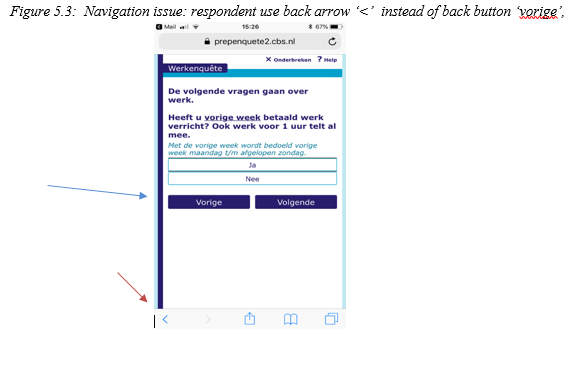 Figure 5.3: Navigation issue: respondent use back arrow ‘<’ instead of back button ‘vorige’,
Mail 15:26 67%
prepenquete2.cbs.nl
× Onderbreken ? Help
Werkenquête
De volgende vragen gaan over
werk.
Heeft u vorige week betaald werk
verricht? Ook werk voor 1 uur telt al
mee.
Met de vorige week wordt bedoeld vorige
week maandag t/m afgelopen zondag.
Ja
Nee
Vorige Volgende